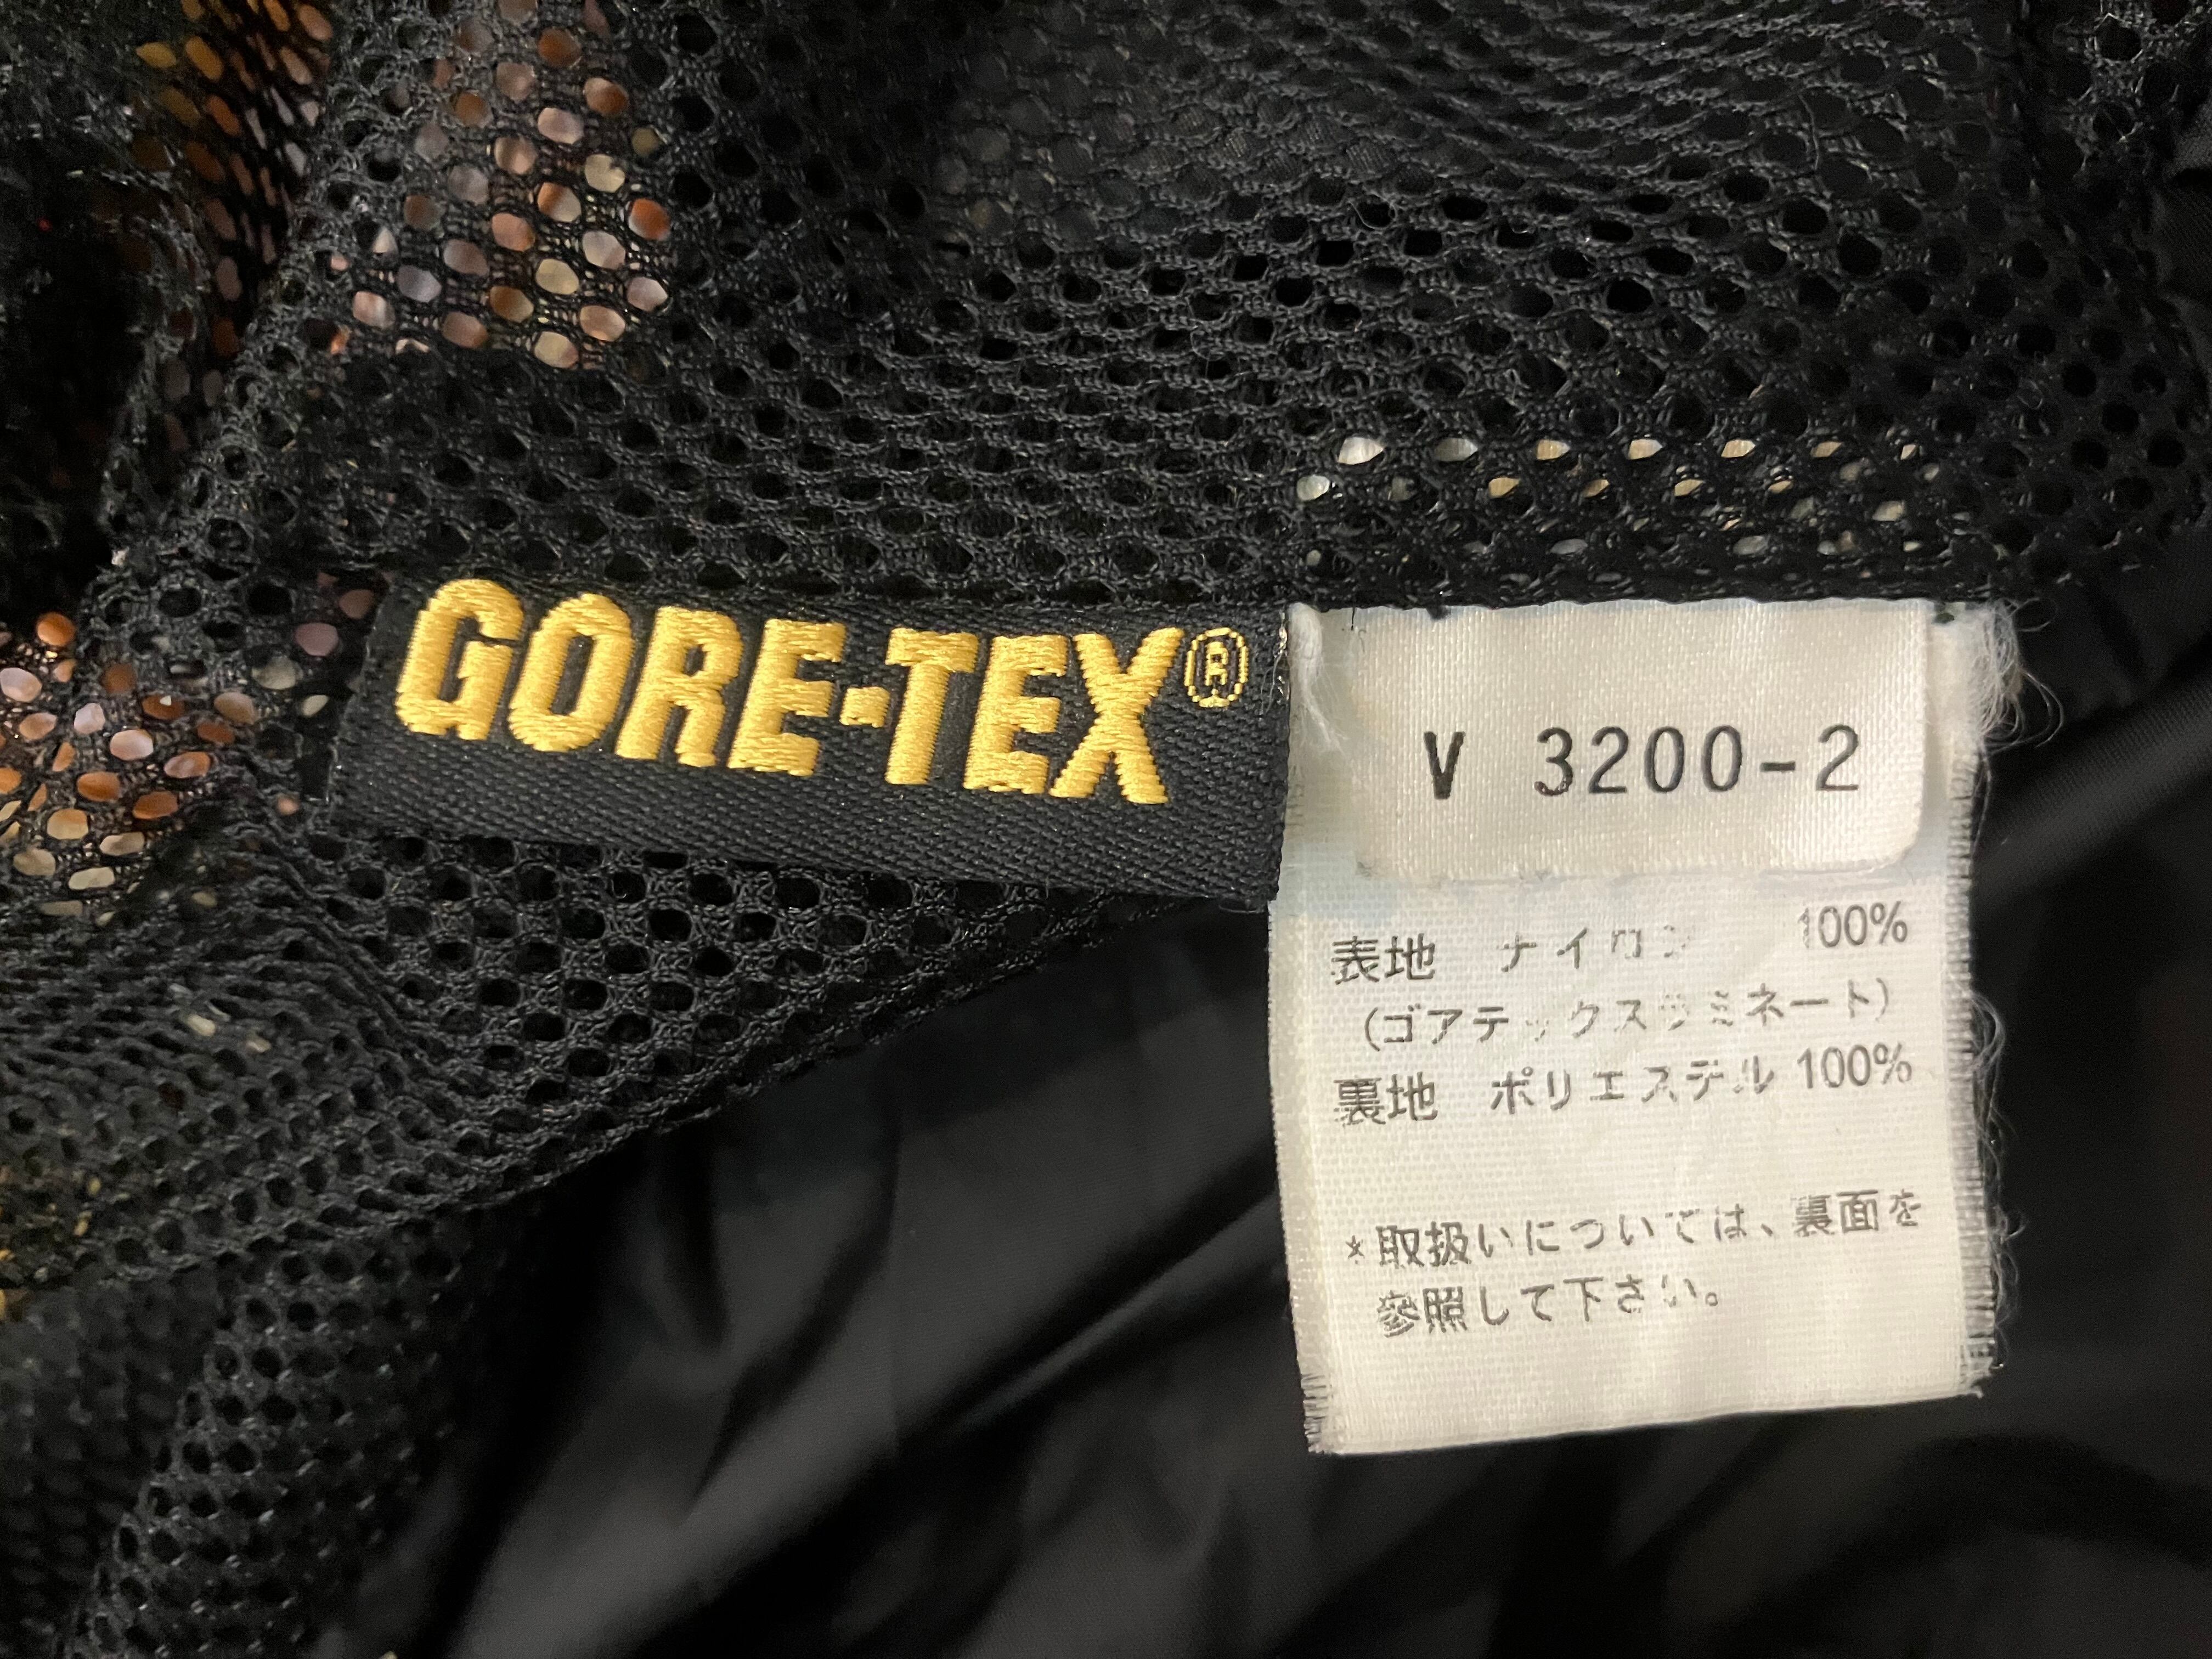 GORE-TEX®
V 3200-2
表地 ナイロン 100%
(ゴアテックスラミネート)
裏地 ポリエステル 100%
*取扱いについては、裏面を
参照して下さい。